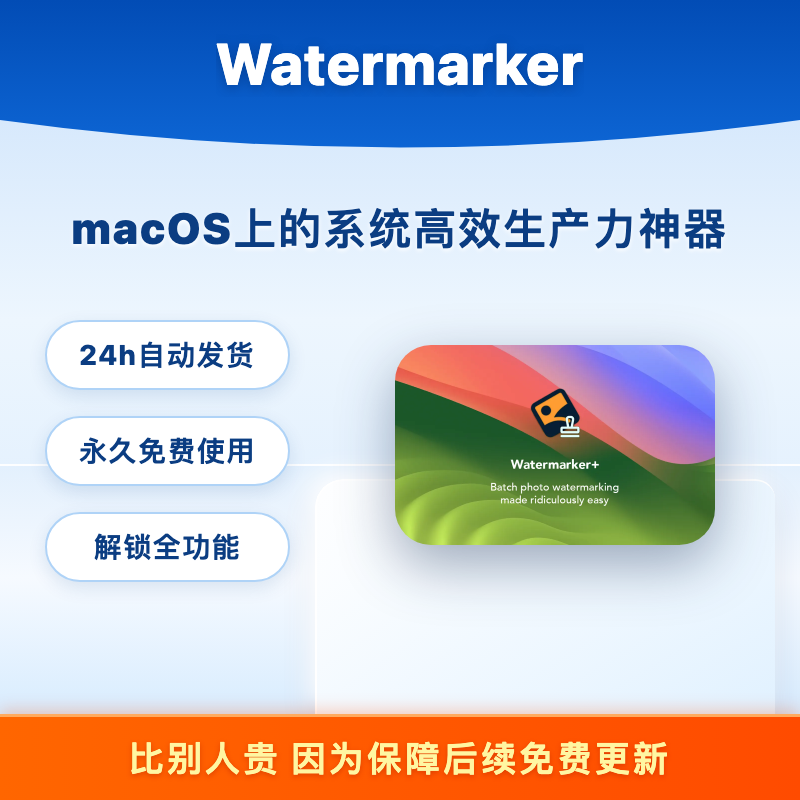 Watermarker
macOS上的系统高效生产力神器
24h自动发货
永久免费使用
解锁全功能
Watermarker+
Batch photo watermarking
made ridiculously easy
比别人贵 因为保障后续免费更新